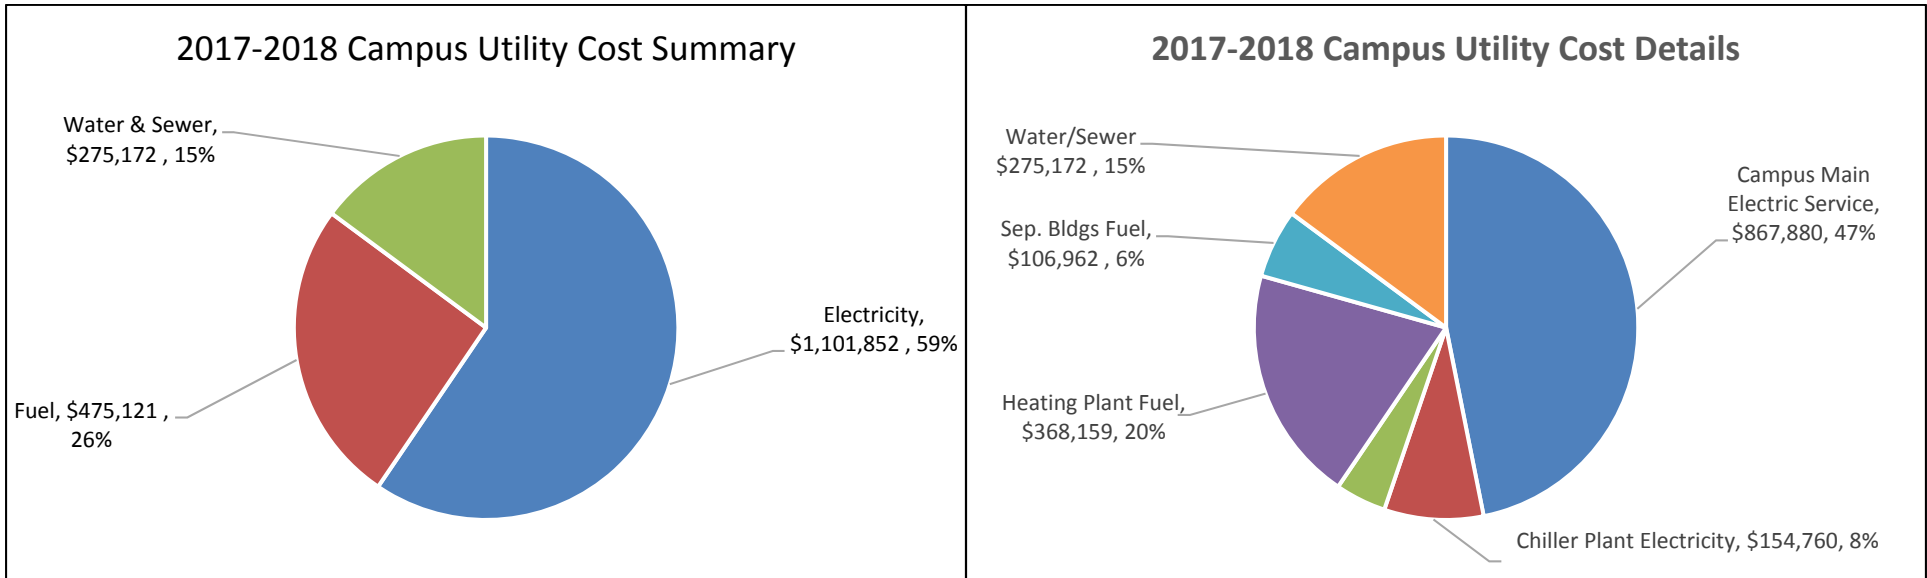 2017-2018 Campus Utility Cost Summary
Water & Sewer,
$275,172 , 15%
Electricity,
$1,101,852 , 59%
Fuel, $475,121 ,
26%
2017-2018 Campus Utility Cost Details
Water/Sewer
$275,172 , 15%
Campus Main
Electric Service,
$867,880, 47%
Sep. Bldgs Fuel,
$106,962 , 6%
Heating Plant Fuel,
$368,159, 20%
Chiller Plant Electricity, $154,760, 8%